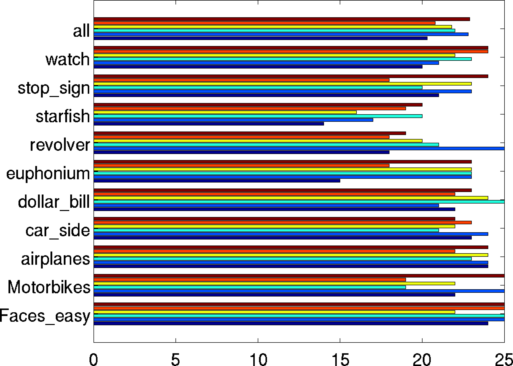 all
watch
stop_sign
starfish
revolver
euphonium
dollar_bill
car_side
airplanes
Motorbikes
Faces_easy
0 5 10 15 20 25